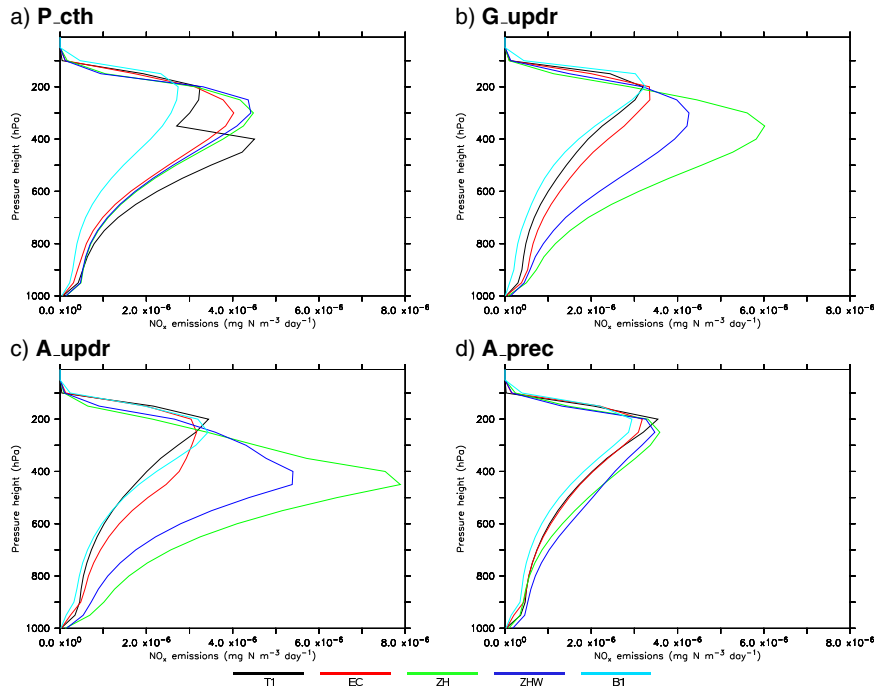 a) P_cth
b) G_updr
200
400
600
800
1000
Pressure height (hPa)
0.0 x10⁰
2.0 x10⁻⁶
4.0 x10⁻⁶
6.0 x10⁻⁶
8.0 x10⁻⁶
NOₓ emissions (mg N m⁻³ day⁻¹)
200
400
600
800
1000
Pressure height (hPa)
0.0 x10⁰
2.0 x10⁻⁶
4.0 x10⁻⁶
6.0 x10⁻⁶
8.0 x10⁻⁶
NOₓ emissions (mg N m⁻³ day⁻¹)
c) A_updr
d) A_prec
200
400
600
800
1000
Pressure height (hPa)
0.0 x10⁰
2.0 x10⁻⁶
4.0 x10⁻⁶
6.0 x10⁻⁶
8.0 x10⁻⁶
NOₓ emissions (mg N m⁻³ day⁻¹)
200
400
600
800
1000
Pressure height (hPa)
0.0 x10⁰
2.0 x10⁻⁶
4.0 x10⁻⁶
6.0 x10⁻⁶
8.0 x10⁻⁶
NOₓ emissions (mg N m⁻³ day⁻¹)
T1 EC ZH ZHW B1